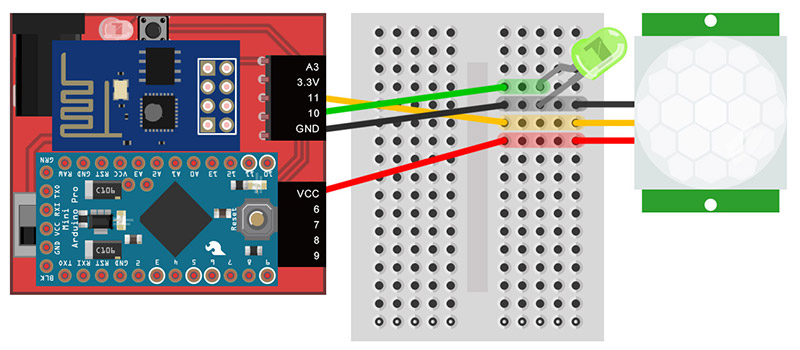 A3
3.3V
11
10
GND
VCC
6
7
8
9
GRN
RAW GND RST VCC A3 A2 A1 A0 13 12 11 10
BLK GND VCC RXI TXO
Arduino Pro
Mini
C106
C106
Reset
TXO RXI RST GND 2 3 4 5 6 7 8 9